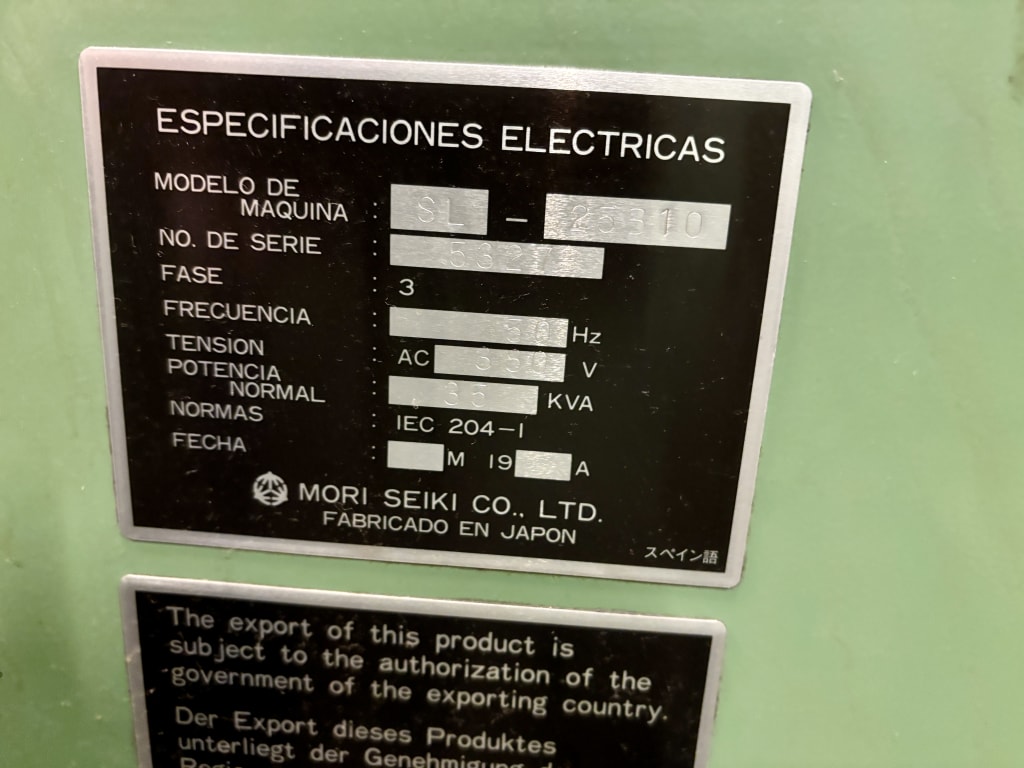 ESPECIFICACIONES ELECTRICAS
MODELO DE MAQUINA : SL -
NO. DE SERIE :
FASE : 3
FRECUENCIA : Hz
TENSION : AC V
POTENCIA NORMAL : 35 KVA
NORMAS : IEC 204-1
FECHA : M 19 A
MORI SEIKI CO., LTD.
FABRICADO EN JAPON
スペイン語
The export of this product is
subject to the authorization of the
government of the exporting country.
Der Export dieses Produktes
unterliegt der Genehmigung